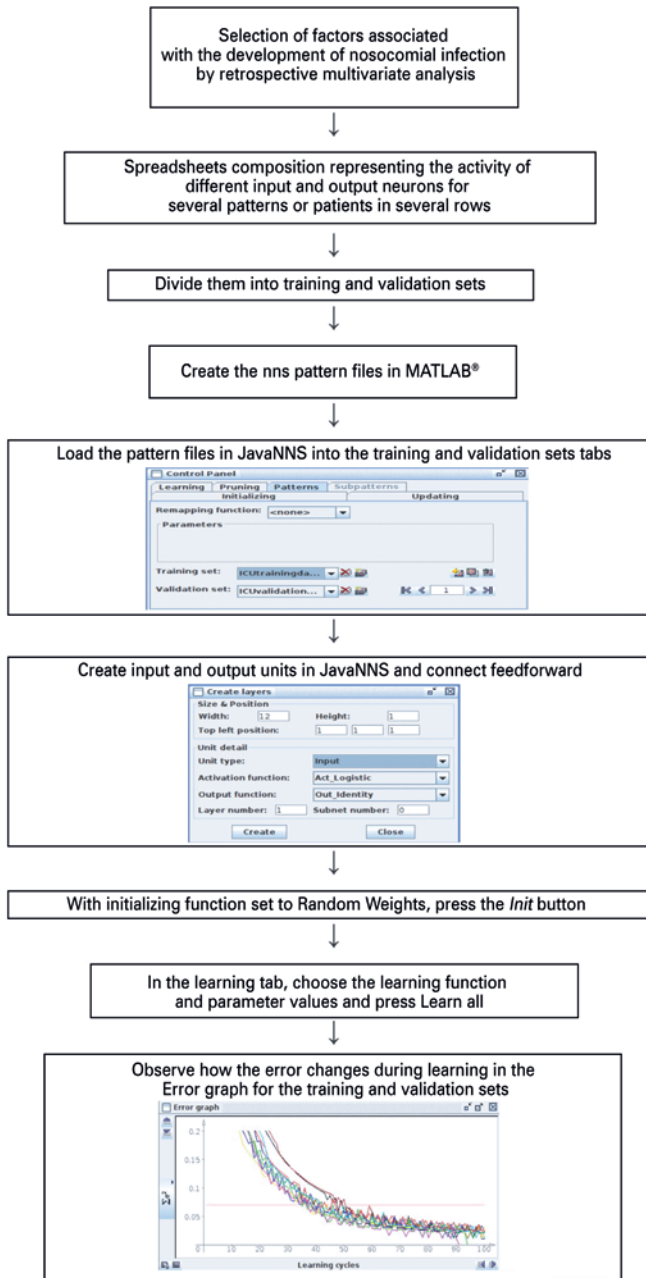 Selection of factors associated
with the development of nosocomial infection
by retrospective multivariate analysis
Spreadsheets composition representing the activity of
different input and output neurons for
several patterns or patients in several rows
Divide them into training and validation sets
Create the nns pattern files in MATLAB®
Load the pattern files in JavaNNS into the training and validation sets tabs
Control Panel
Learning Pruning Patterns Subpatterns
Initializing Updating
Remapping function: <none>
Parameters
Training set: ICUtrainingda...
Validation set: ICUvalidation... 1
Create input and output units in JavaNNS and connect feedforward
Create layers
Size & Position
Width: 12 Height: 1
Top left position: 1 1 1
Unit detail
Unit type: Input
Activation function: Act_Logistic
Output function: Out_Identity
Layer number: 1 Subnet number: 0
Create Close
With initializing function set to Random Weights, press the Init button
In the learning tab, choose the learning function
and parameter values and press Learn all
Observe how the error changes during learning in the
Error graph for the training and validation sets
Error graph
0.2
0.15
0.1
0.05
0 10 20 30 40 50 60 70 80 90 100
Learning cycles